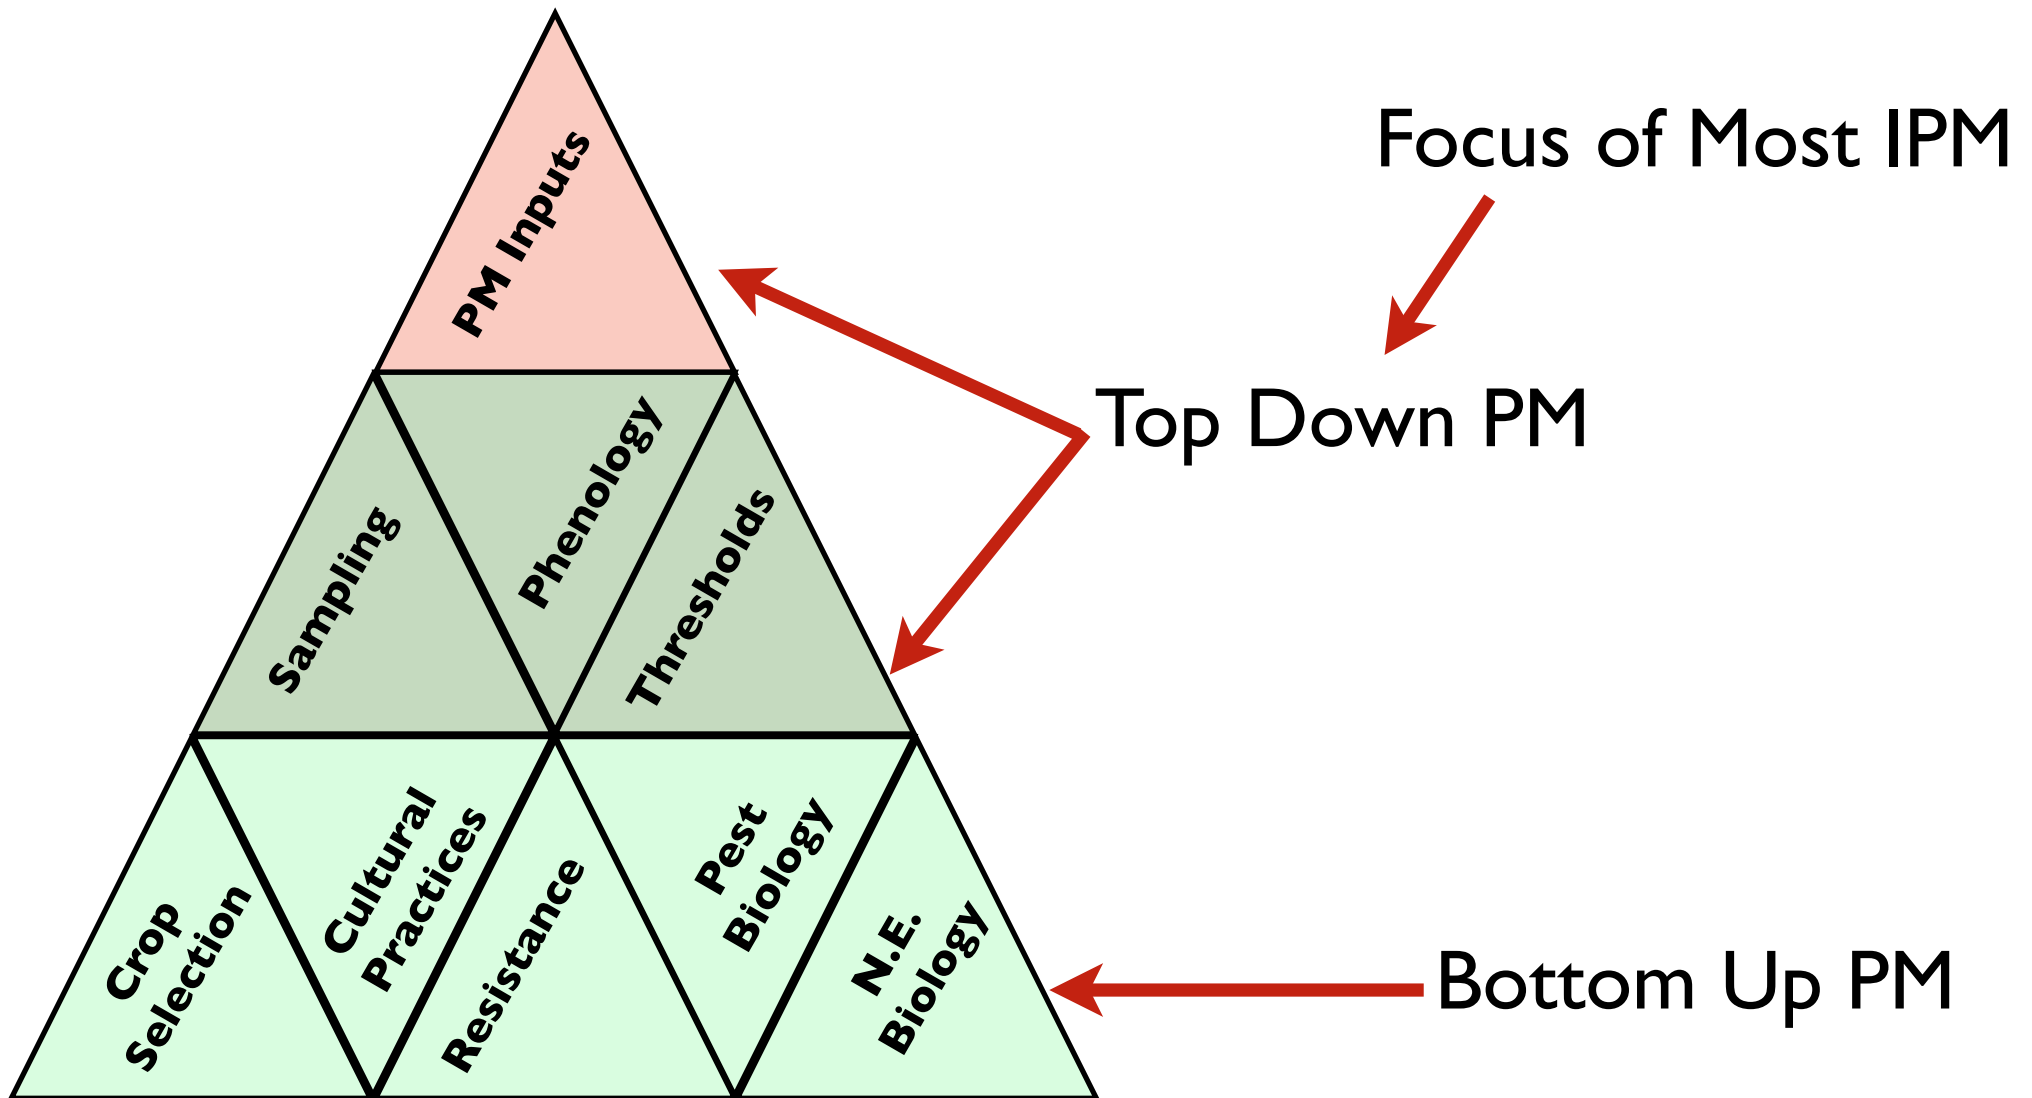 Focus of Most IPM
PM Inputs
Top Down PM
Sampling
Phenology
Thresholds
Crop
Selection
Cultural
Practices
Resistance
Pest
Biology
N.E.
Biology
Bottom Up PM